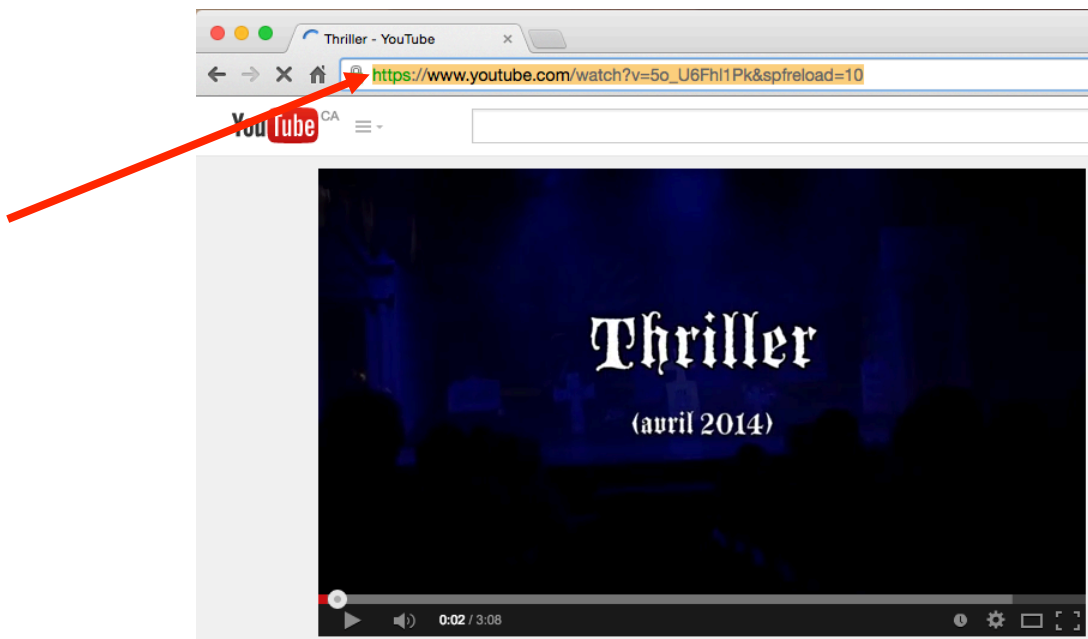 Thriller - YouTube
https://www.youtube.com/watch?v=5o_U6Fhl1Pk&spfreload=10
YouTube CA
Thriller
(avril 2014)
0:02 / 3:08